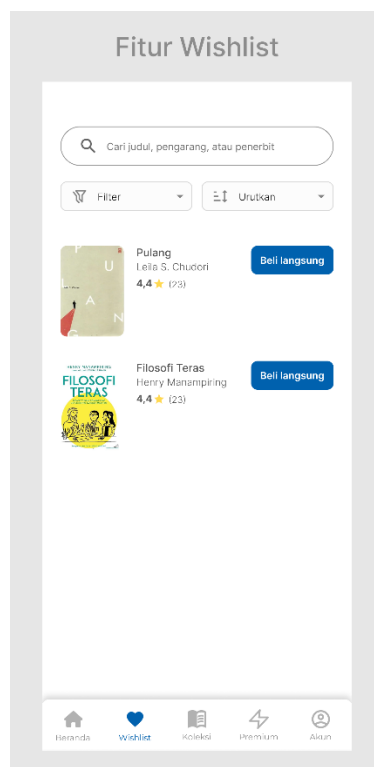 Fitur Wishlist
Cari judul, pengarang, atau penerbit
Filter
Urutkan
P
U
L
A
N
G
Pulang
Leila S. Chudori
4,4 (23)
Beli langsung
FILOSOFI
TERAS
Filosofi Teras
Henry Manampiring
4,4 (23)
Beli langsung
Beranda
Wishlist
Koleksi
Premium
Akun